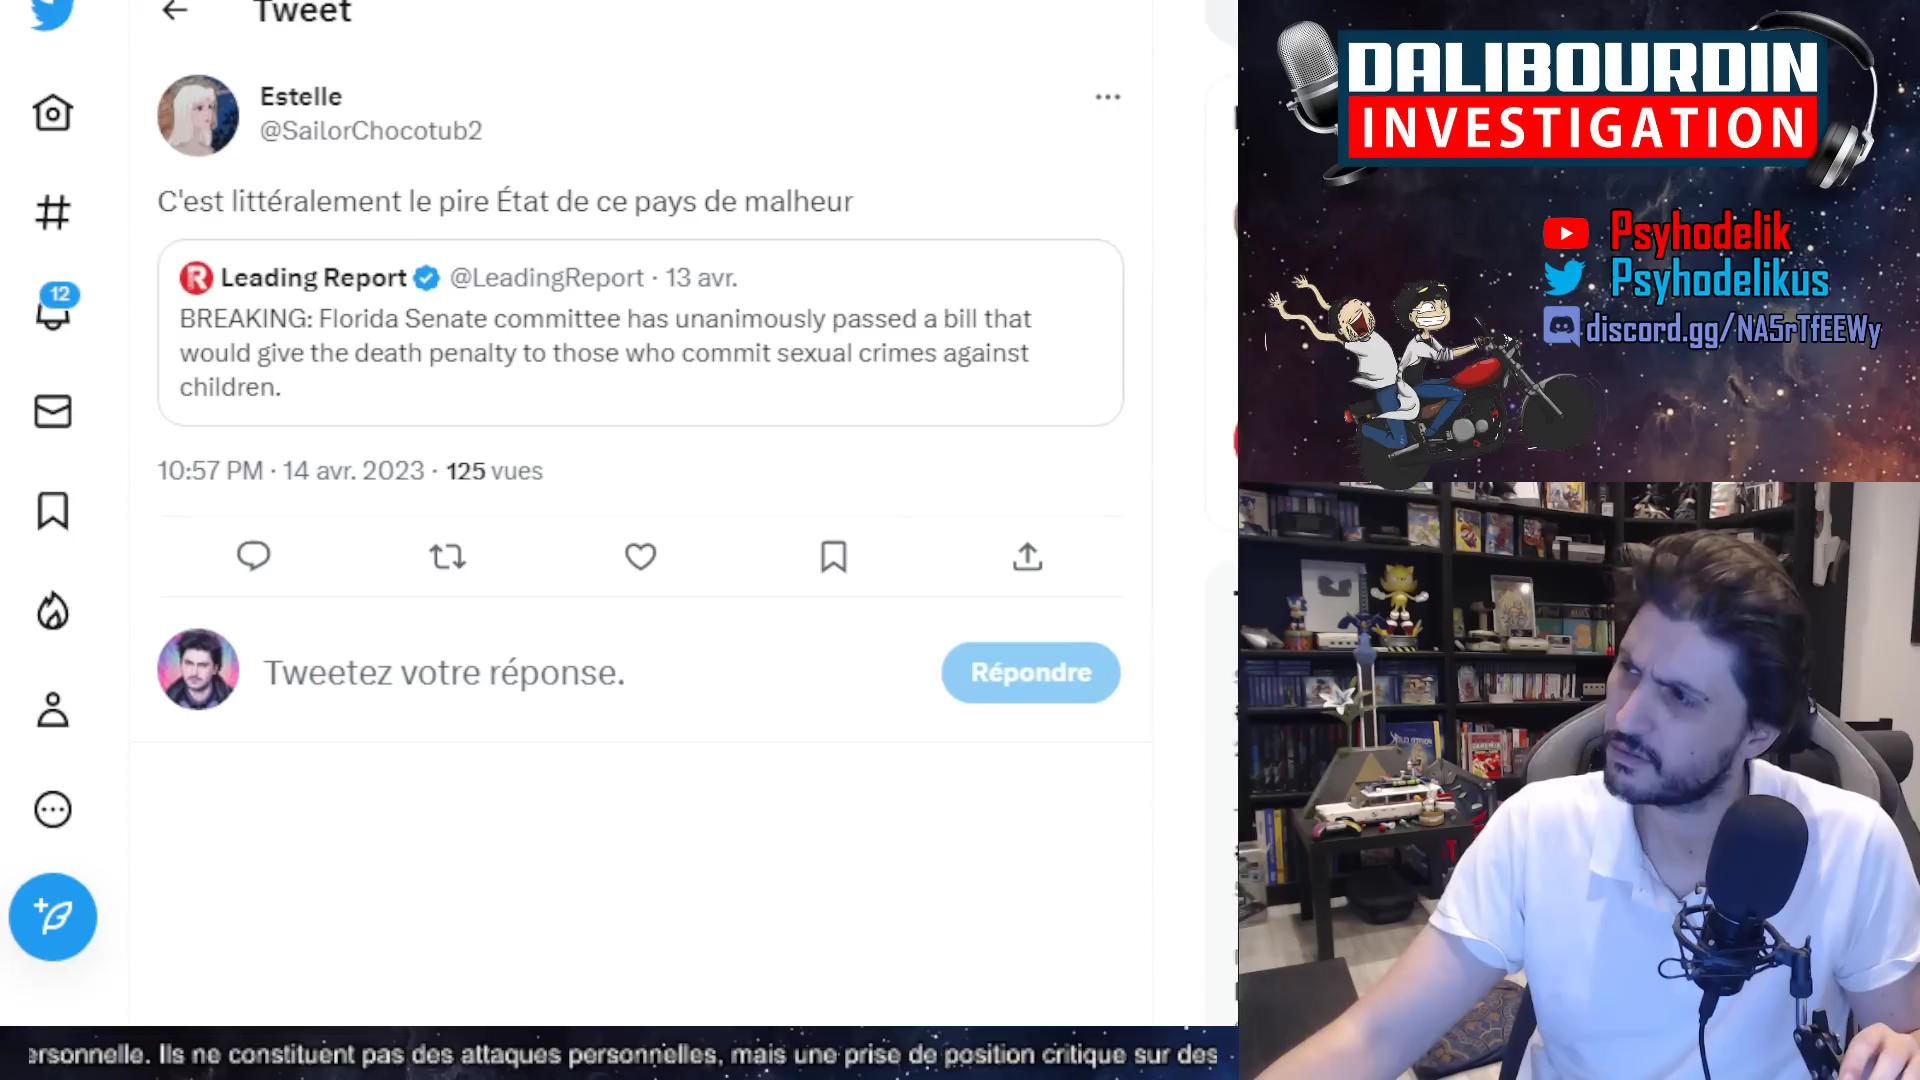 Tweet
Estelle
@SailorChocotub2
C'est littéralement le pire État de ce pays de malheur
Leading Report @LeadingReport · 13 avr.
BREAKING: Florida Senate committee has unanimously passed a bill that
would give the death penalty to those who commit sexual crimes against
children.
10:57 PM · 14 avr. 2023 · 125 vues
Tweetez votre réponse.
Répondre
12
DALIBOURDIN
INVESTIGATION
Psyhodelik
Psyhodelikus
discord.gg/NA5rTfEEWy
ersonnelle. Ils ne constituent pas des attaques personnelles, mais une prise de position critique sur des